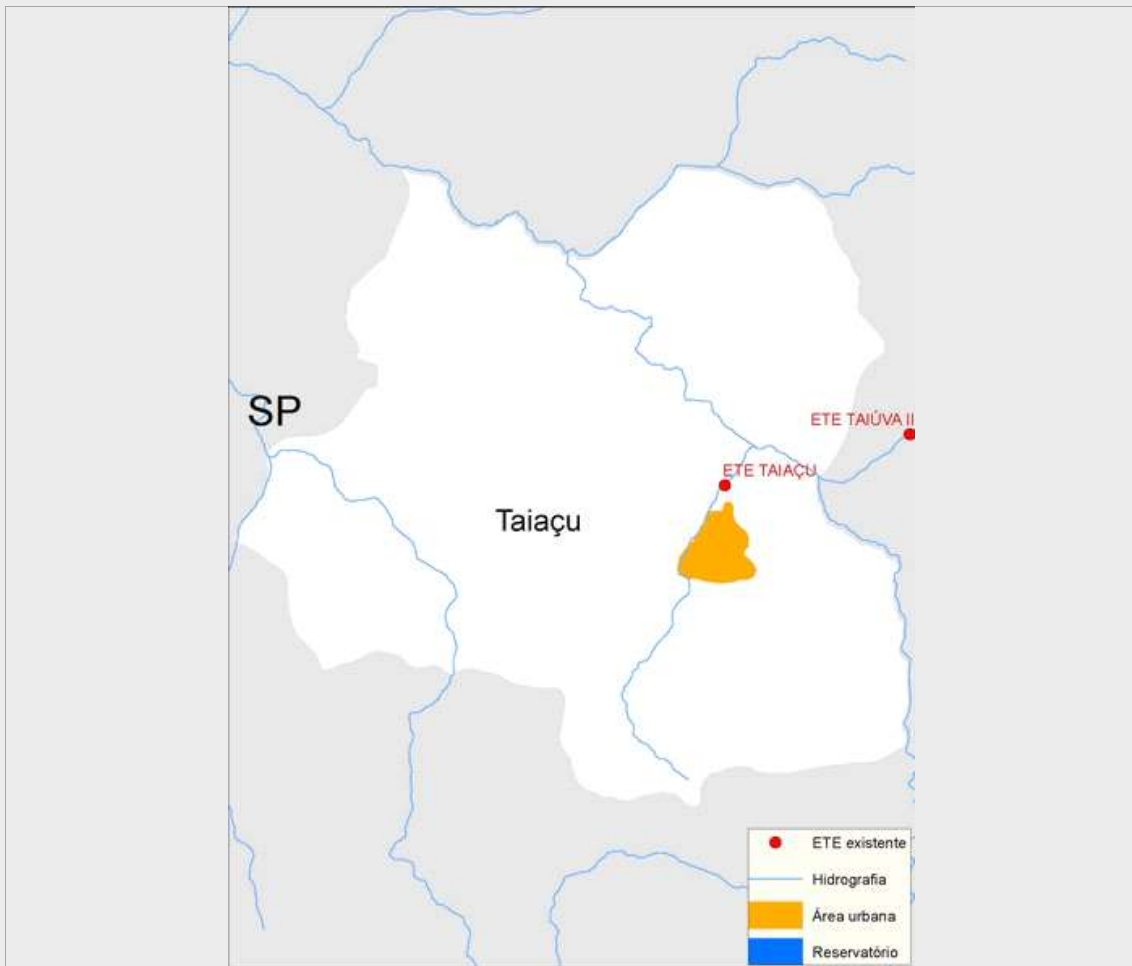 SP
ETE TAIÚVA II
ETE TAIAÇU
Taiaçu
ETE existente
Hidrografia
Área urbana
Reservatório